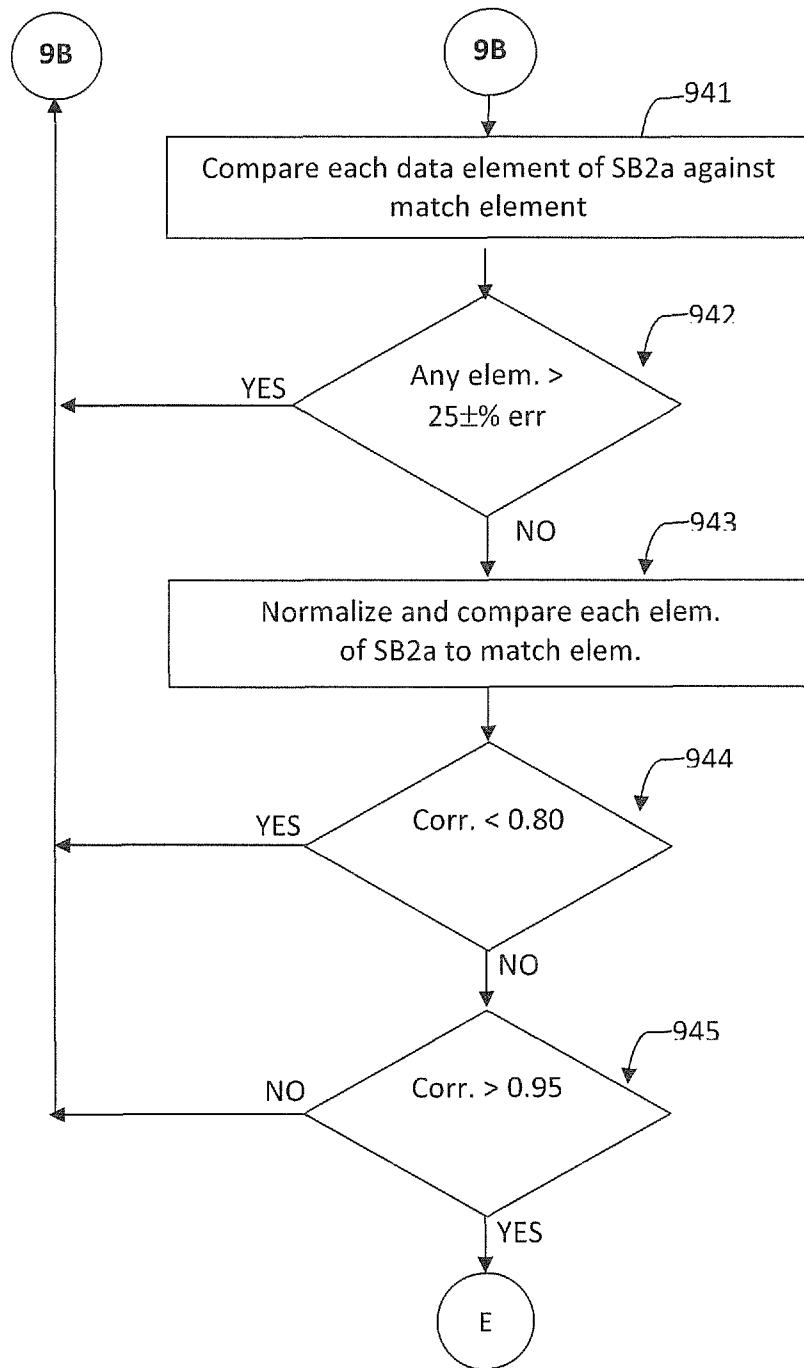 9B
9B
941
Compare each data element of SB2a against
match element
942
Any elem. >
25±% err
YES
NO
943
Normalize and compare each elem.
of SB2a to match elem.
944
Corr. < 0.80
YES
NO
945
Corr. > 0.95
NO
YES
E